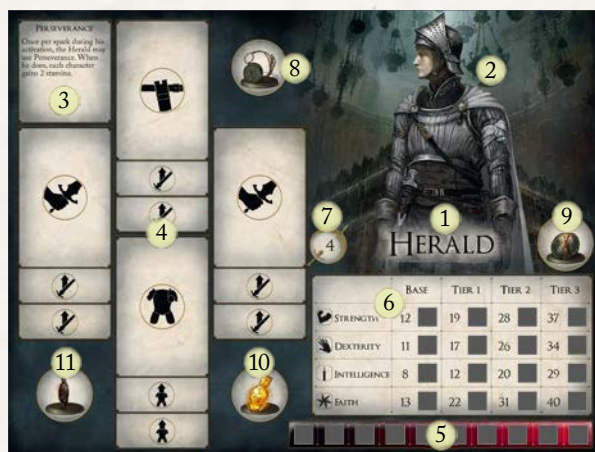 PERSEVERANCE
Once per spark during his
activation, the Herald may
use Perseverance. When
he does, each character
gains 2 stamina.
3
8
2
7
4
4
1
HERALD
9
6
BASE TIER 1 TIER 2 TIER 3
STRENGTH 12 19 28 37
DEXTERITY 11 17 26 34
INTELLIGENCE 8 12 20 29
FAITH 13 22 31 40
11
10
5